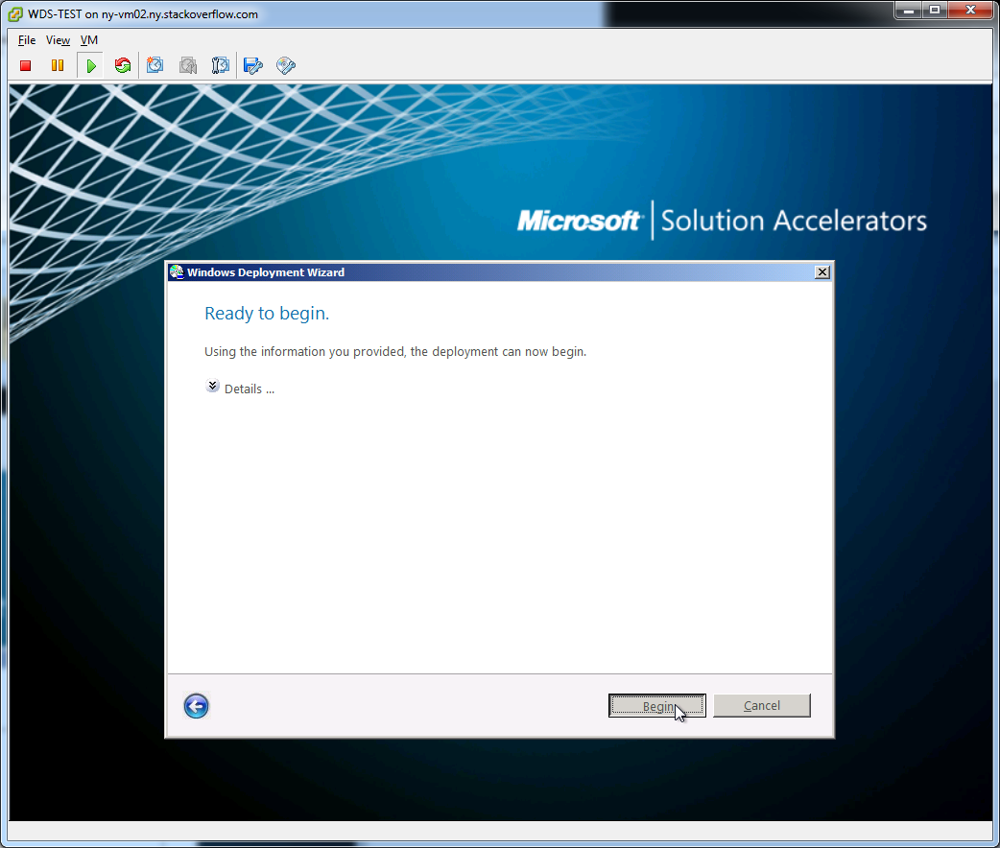 WDS-TEST on ny-vm02.ny.stackoverflow.com
File View VM
Microsoft Solution Accelerators
Windows Deployment Wizard
Ready to begin.
Using the information you provided, the deployment can now begin.
Details ...
Begin Cancel